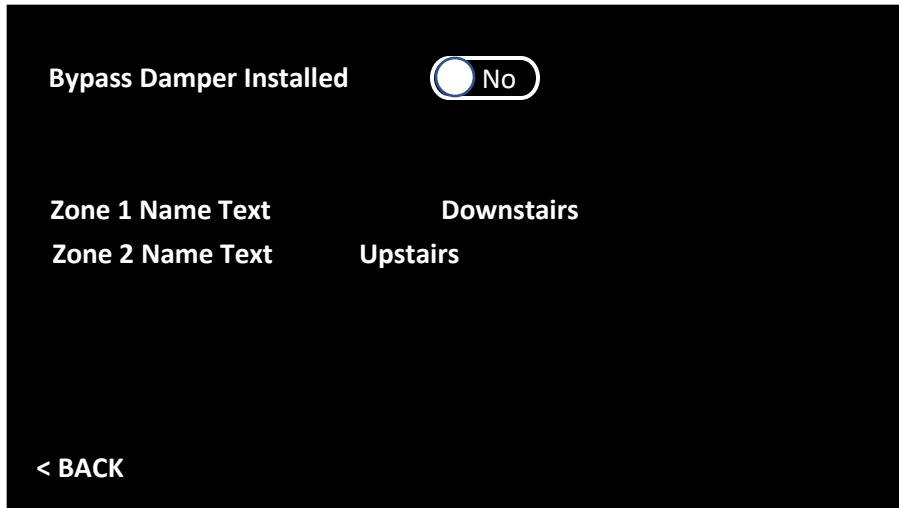 Bypass Damper Installed No
Zone 1 Name Text Downstairs
Zone 2 Name Text Upstairs
< BACK